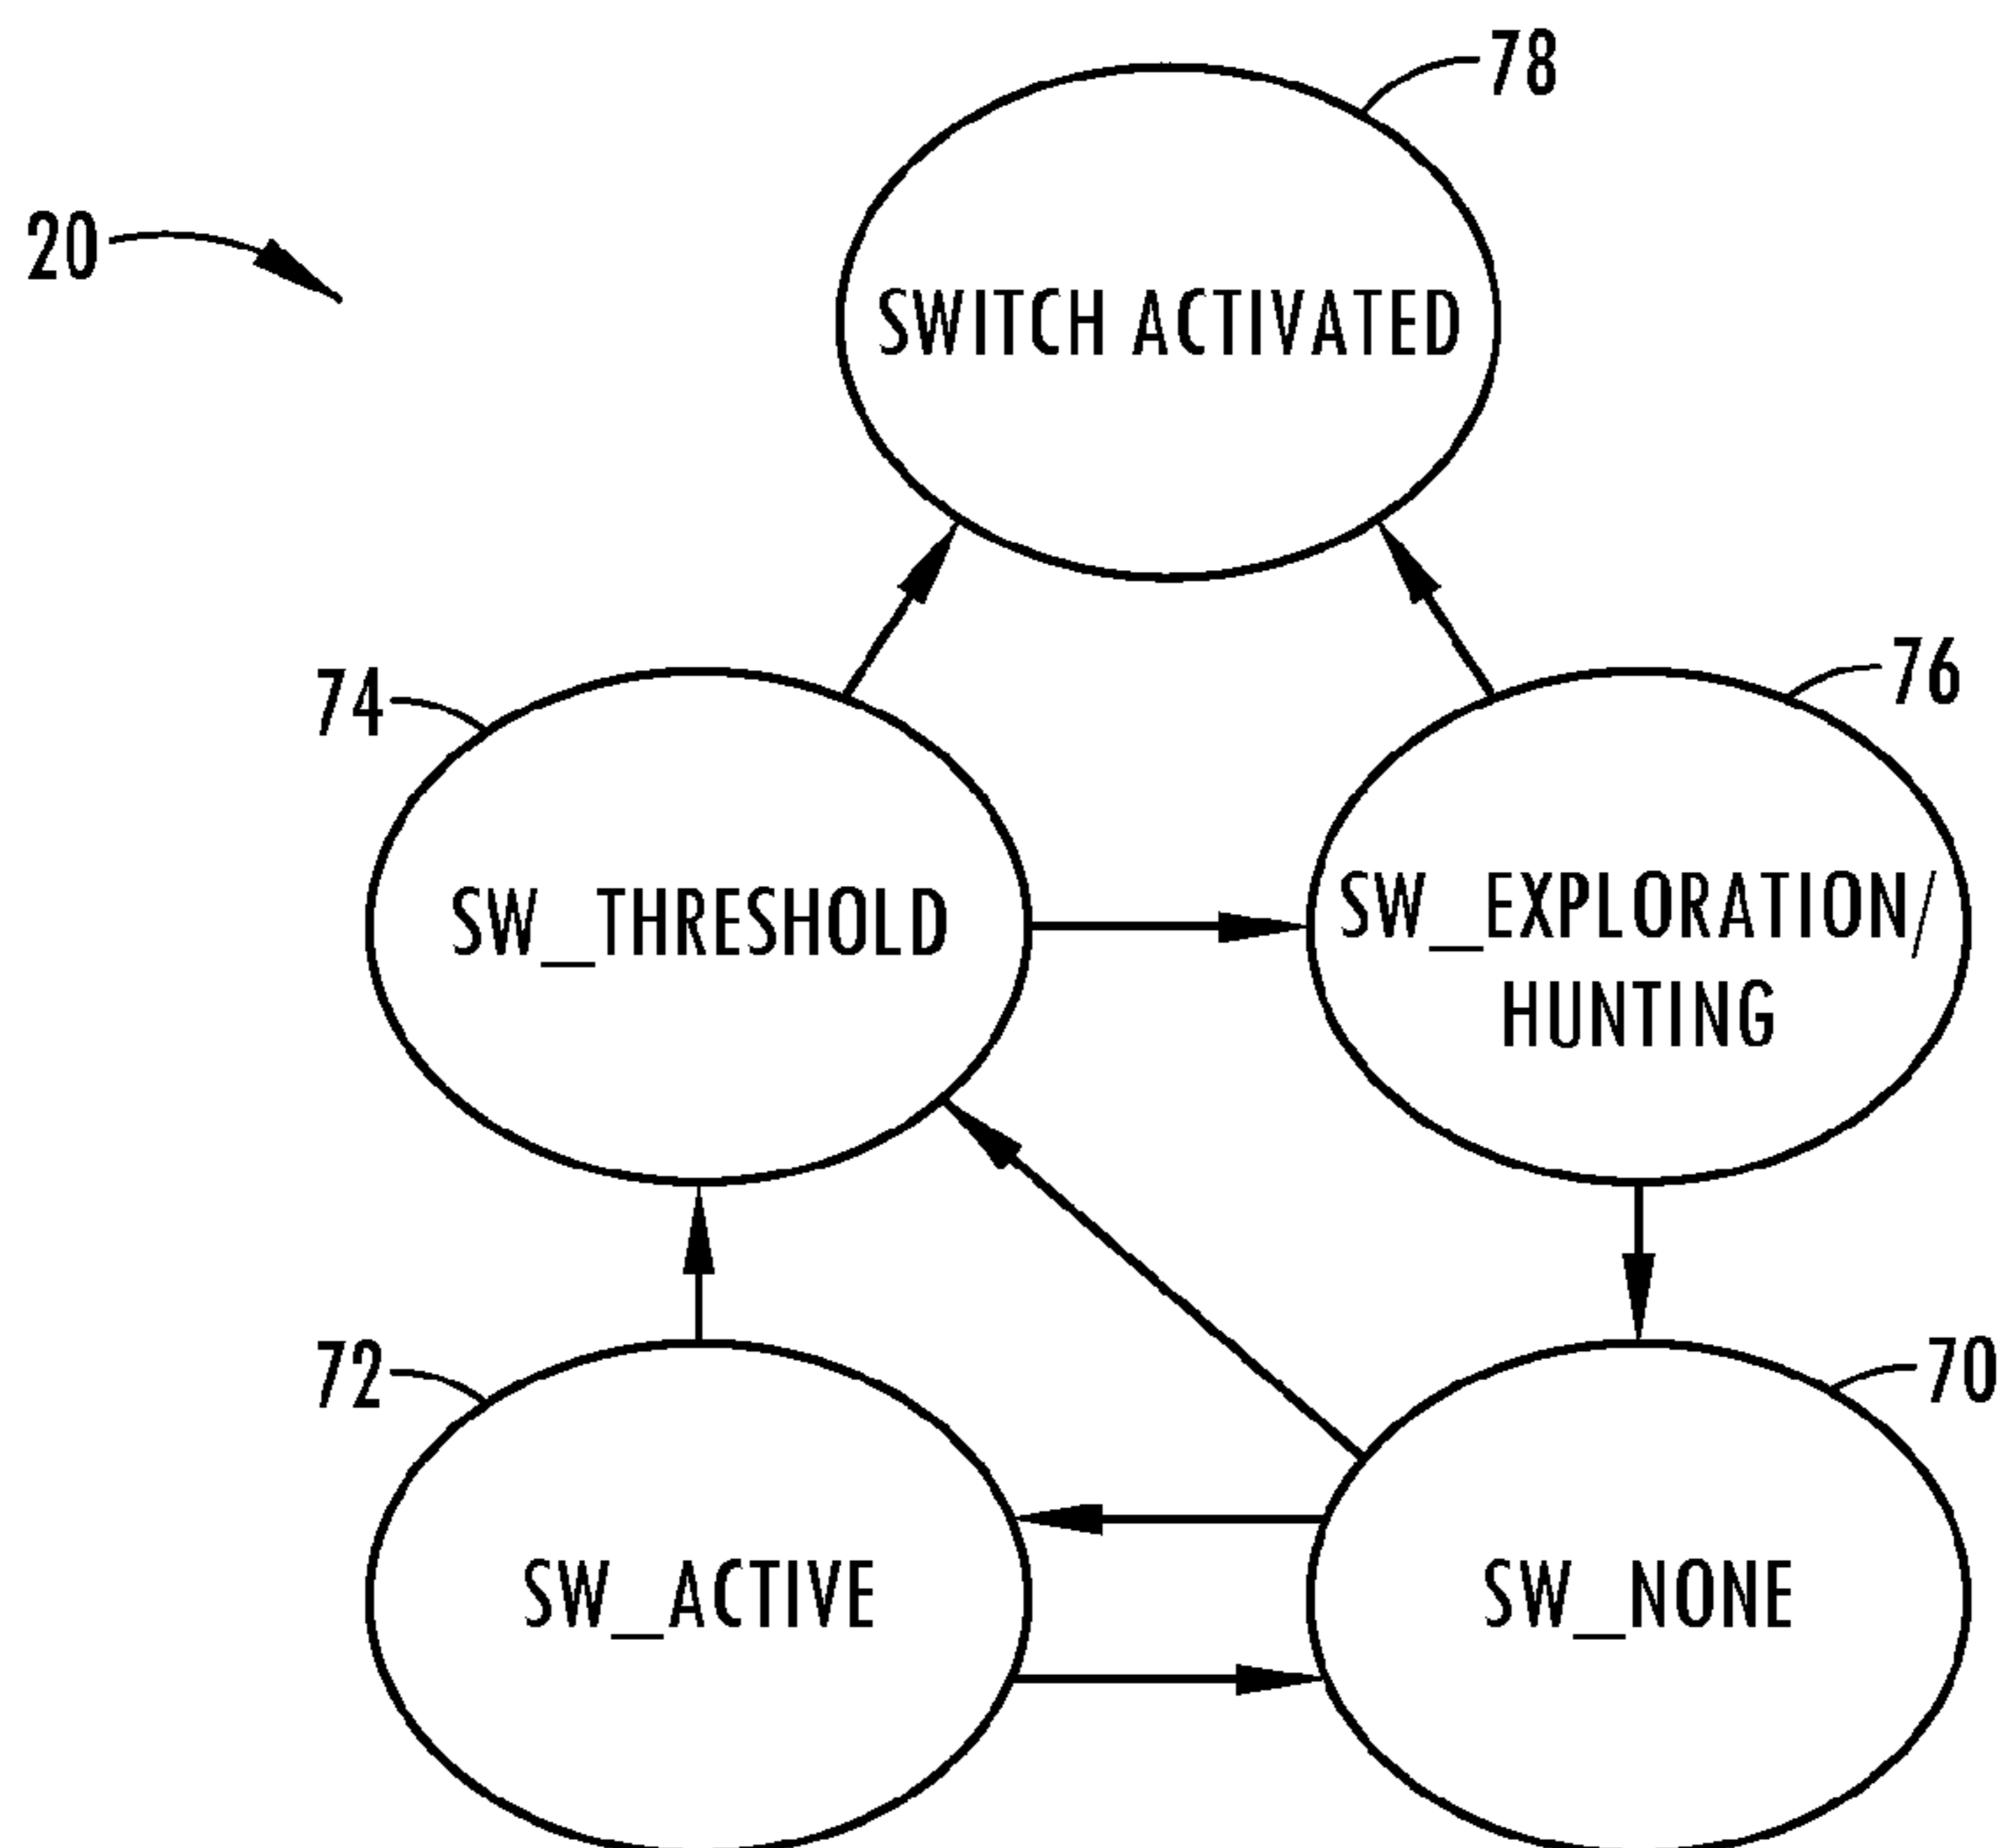 78
20
SWITCH ACTIVATED
74
76
SW_THRESHOLD
SW_EXPLORATION/
HUNTING
72
70
SW_ACTIVE
SW_NONE